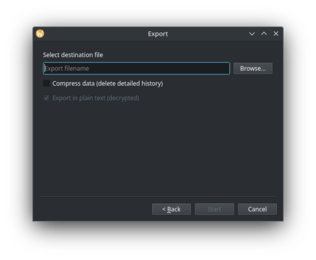 Export
Select destination file
Export filename
Browse...
Compress data (delete detailed history)
Export in plain text (decrypted)
< Back
Start
Cancel